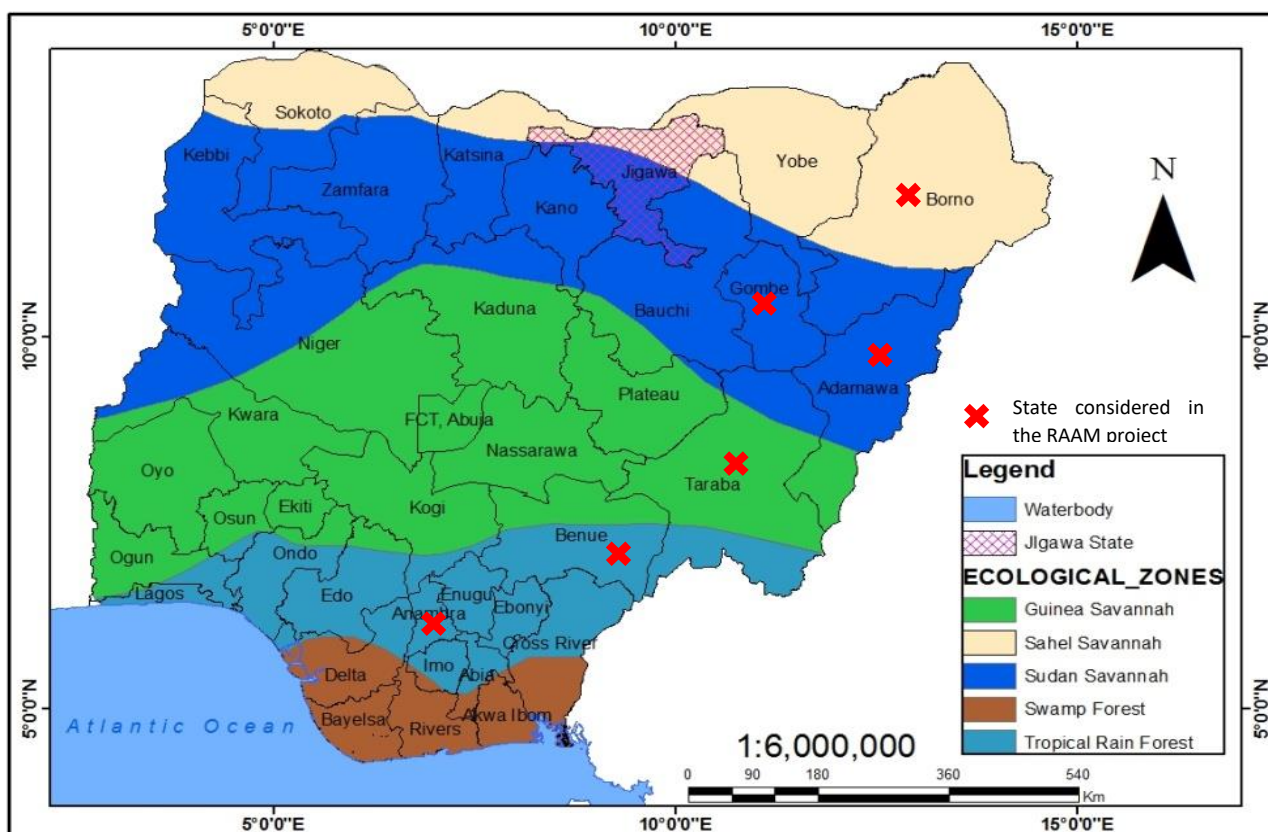 5°0'0"E
10°0'0"E
15°0'0"E
Sokoto
Kebbi
Katsina
Zamfara
Jigawa
Yobe
Kano
Borno
N
Gombe
Bauchi
Kaduna
10°0'0"N
10°0'0"N
Niger
Adamawa
Plateau
Kwara
FCT, Abuja
Nassarawa
Taraba
Oyo
Kogi
Ekiti
Osun
Ogun
Ondo
Benue
Lagos
Edo
Enugu
Anambra
Ebonyi
Cross River
Imo
Abia
Delta
Bayelsa
Rivers
Akwa Ibom
Atlantic Ocean
5°0'0"N
5°0'0"N
State considered in
the RAAM project
Legend
Waterbody
JIgawa State
ECOLOGICAL_ZONES
Guinea Savannah
Sahel Savannah
Sudan Savannah
Swamp Forest
Tropical Rain Forest
1:6,000,000
0 90 180 360 540
Km
5°0'0"E
10°0'0"E
15°0'0"E